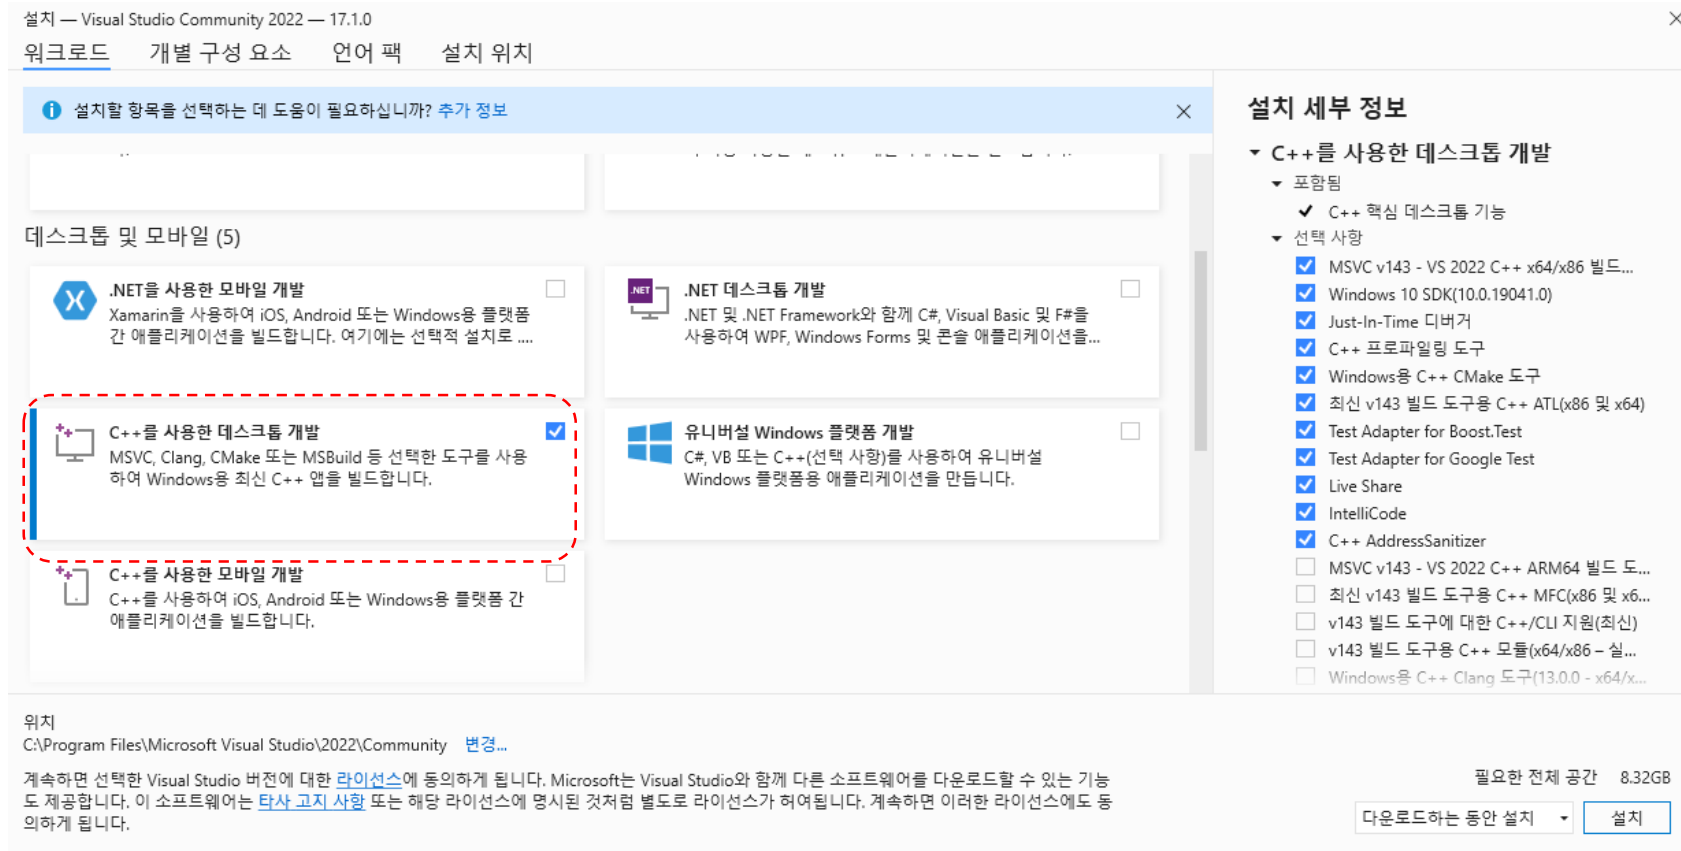 설치 — Visual Studio Community 2022 — 17.1.0
워크로드 개별 구성 요소 언어 팩 설치 위치
설치할 항목을 선택하는 데 도움이 필요하십니까? 추가 정보
데스크톱 및 모바일 (5)
.NET을 사용한 모바일 개발
Xamarin을 사용하여 iOS, Android 또는 Windows용 플랫폼
간 애플리케이션을 빌드합니다. 여기에는 선택적 설치로 ....
.NET
.NET 데스크톱 개발
.NET 및 .NET Framework와 함께 C#, Visual Basic 및 F#을
사용하여 WPF, Windows Forms 및 콘솔 애플리케이션을...
C++를 사용한 데스크톱 개발
MSVC, Clang, CMake 또는 MSBuild 등 선택한 도구를 사용
하여 Windows용 최신 C++ 앱을 빌드합니다.
유니버설 Windows 플랫폼 개발
C#, VB 또는 C++(선택 사항)를 사용하여 유니버설
Windows 플랫폼용 애플리케이션을 만듭니다.
C++를 사용한 모바일 개발
C++를 사용하여 iOS, Android 또는 Windows용 플랫폼 간
애플리케이션을 빌드합니다.
설치 세부 정보
C++를 사용한 데스크톱 개발
포함됨
C++ 핵심 데스크톱 기능
선택 사항
MSVC v143 - VS 2022 C++ x64/x86 빌드...
Windows 10 SDK(10.0.19041.0)
Just-In-Time 디버거
C++ 프로파일링 도구
Windows용 C++ CMake 도구
최신 v143 빌드 도구용 C++ ATL(x86 및 x64)
Test Adapter for Boost.Test
Test Adapter for Google Test
Live Share
IntelliCode
C++ AddressSanitizer
MSVC v143 - VS 2022 C++ ARM64 빌드 도...
최신 v143 빌드 도구용 C++ MFC(x86 및 x6...
v143 빌드 도구에 대한 C++/CLI 지원(최신)
v143 빌드 도구용 C++ 모듈(x64/x86 – 실...
Windows용 C++ Clang 도구(13.0.0 - x64/x...
위치
C:\Program Files\Microsoft Visual Studio\2022\Community 변경...
계속하면 선택한 Visual Studio 버전에 대한 라이선스에 동의하게 됩니다. Microsoft는 Visual Studio와 함께 다른 소프트웨어를 다운로드할 수 있는 기능
도 제공합니다. 이 소프트웨어는 타사 고지 사항 또는 해당 라이선스에 명시된 것처럼 별도로 라이선스가 허여됩니다. 계속하면 이러한 라이선스에도 동
의하게 됩니다.
필요한 전체 공간 8.32GB
다운로드하는 동안 설치 설치